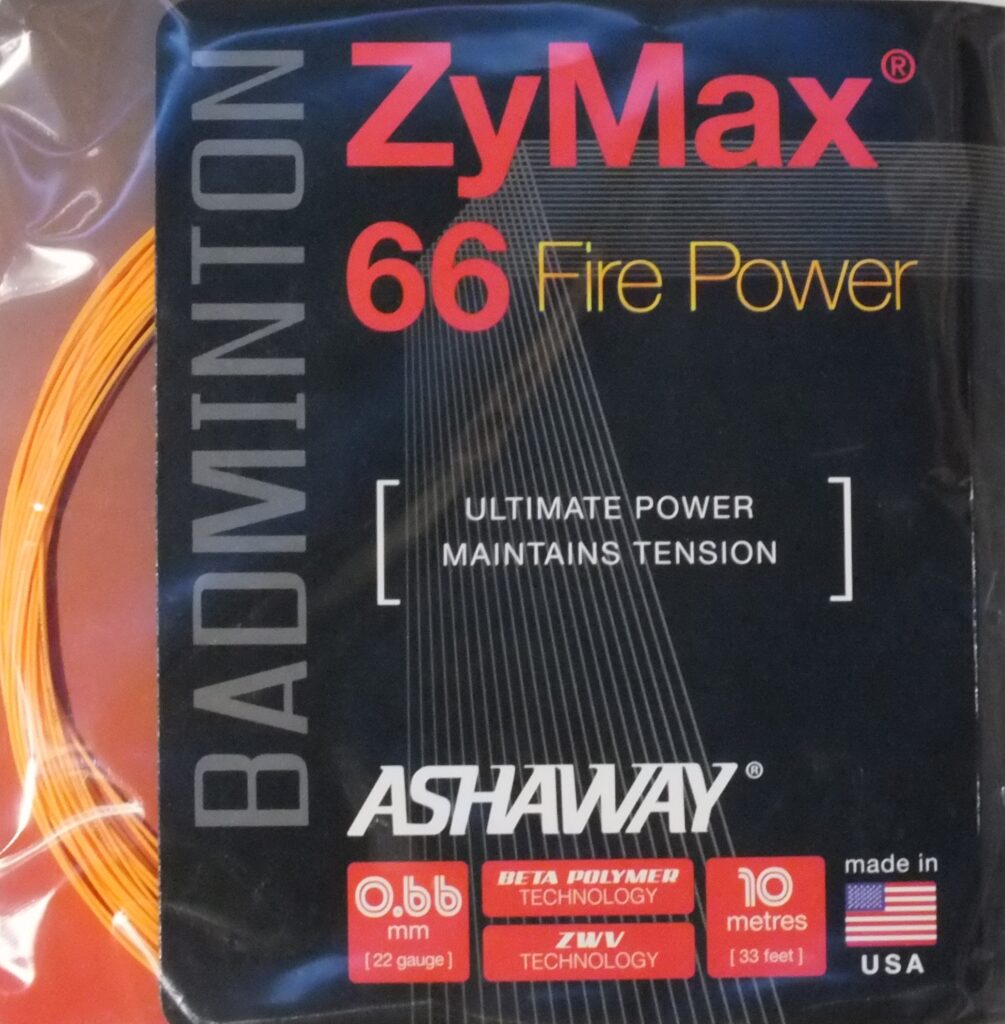 BADMINTON
ZyMax®
66 Fire Power
ULTIMATE POWER
MAINTAINS TENSION
ASHAWAY®
0.66
mm
[22 gauge]
BETA POLYMER
TECHNOLOGY
ZWV
TECHNOLOGY
10
metres
[33 feet]
made in
USA